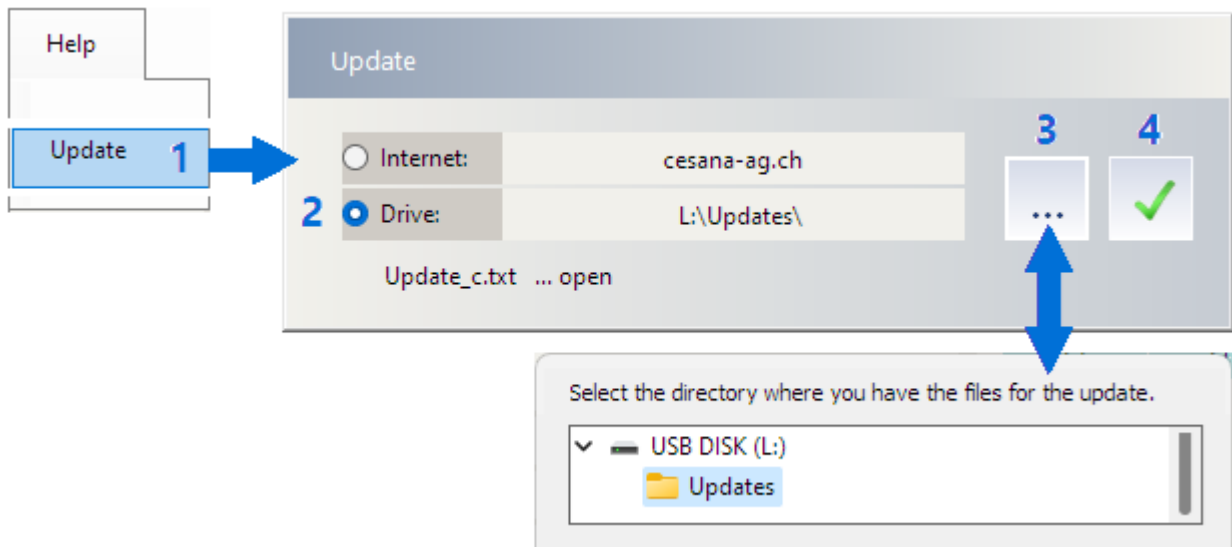 Help
Update 1
Update
Internet: cesana-ag.ch
2 Drive: L:\Updates\
3 4
...
Update_c.txt ... open
Select the directory where you have the files for the update.
USB DISK (L:)
Updates